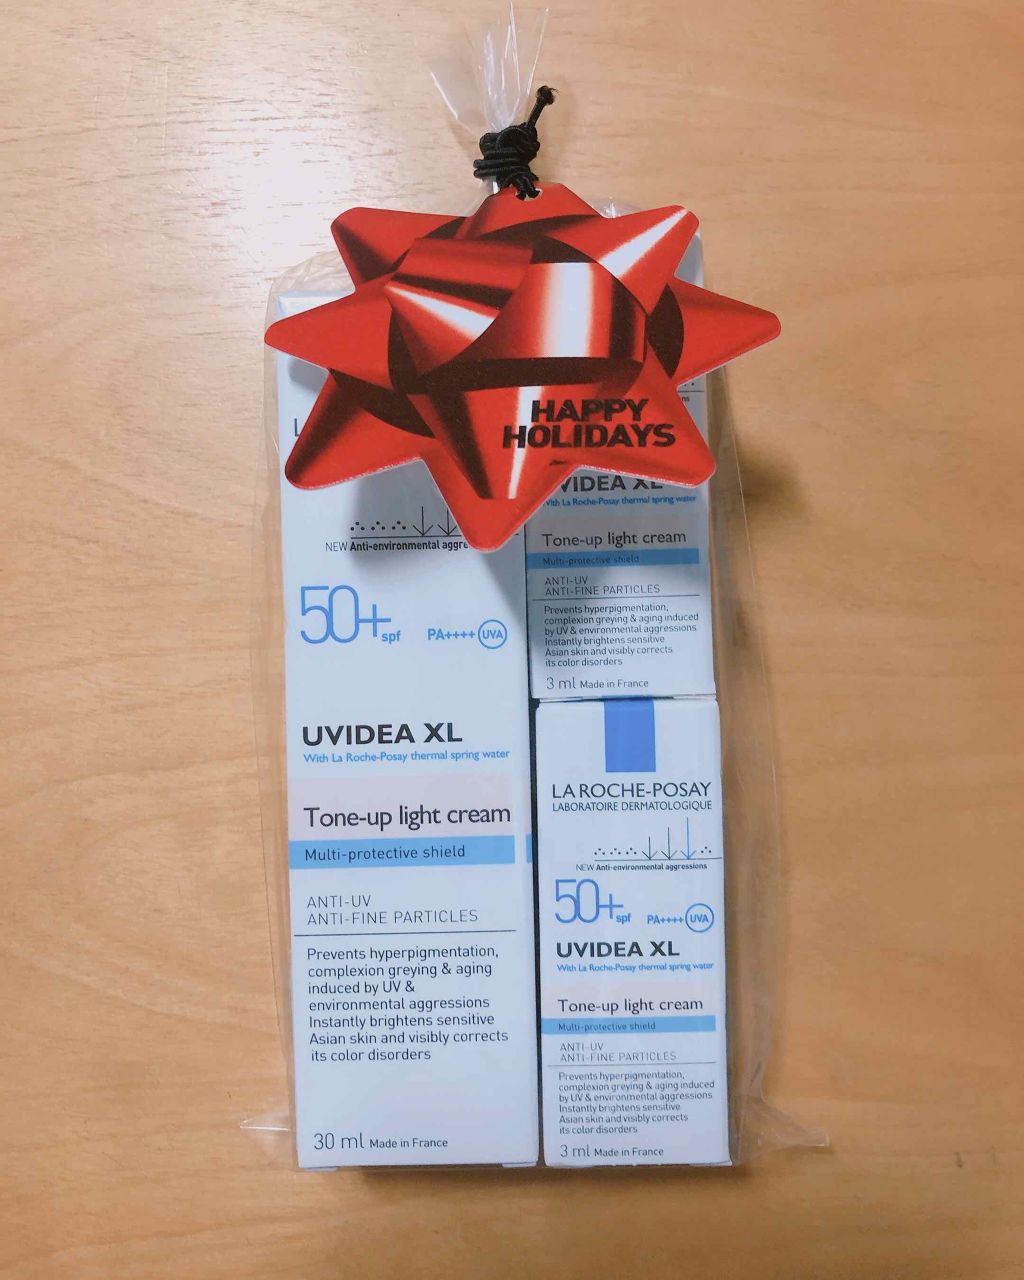 HAPPY
HOLIDAYS
L
NEW Anti-environmental aggre
50+ spf PA++++ UVA
UVIDEA XL
With La Roche-Posay thermal spring water
Tone-up light cream
Multi-protective shield
ANTI-UV
ANTI-FINE PARTICLES
Prevents hyperpigmentation,
complexion greying & aging
induced by UV &
environmental aggressions
Instantly brightens sensitive
Asian skin and visibly corrects
its color disorders
30 ml Made in France
ns
VIDEA XL
With La Roche-Posay thermal spring water
Tone-up light cream
Multi-protective shield
ANTI-UV
ANTI-FINE PARTICLES
Prevents hyperpigmentation,
complexion greying & aging induced
by UV & environmental aggressions
Instantly brightens sensitive
Asian skin and visibly corrects
its color disorders
3 ml Made in France
LA ROCHE-POSAY
LABORATOIRE DERMATOLOGIQUE
NEW Anti-environmental aggressions
50+ spf PA++++ UVA
UVIDEA XL
With La Roche-Posay thermal spring water
Tone-up light cream
Multi-protective shield
ANTI-UV
ANTI-FINE PARTICLES
Prevents hyperpigmentation,
complexion greying & aging induced
by UV & environmental aggressions
Instantly brightens sensitive
Asian skin and visibly corrects
its color disorders
3 ml Made in France